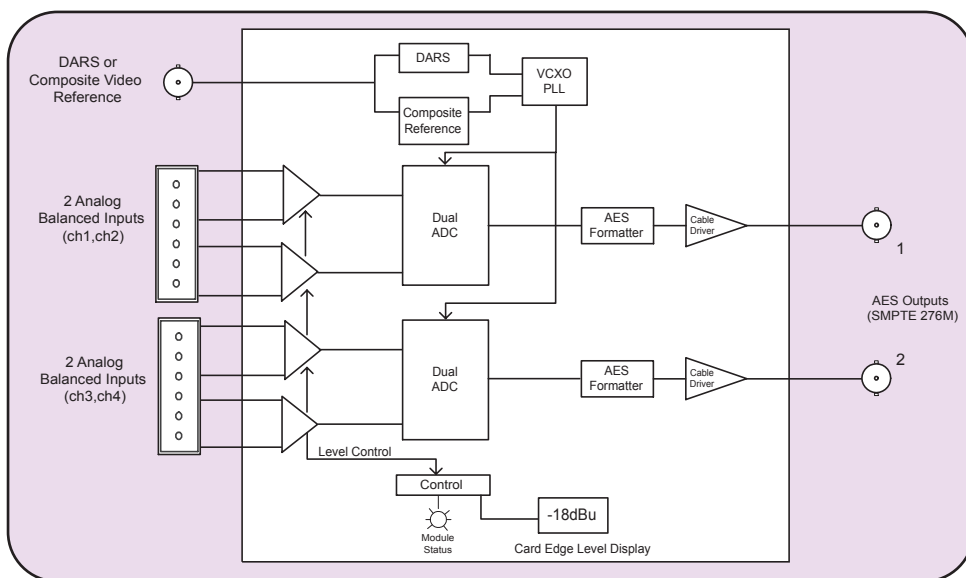 DARS or
Composite Video
Reference
DARS
Composite
Reference
VCXO
PLL
2 Analog
Balanced Inputs
(ch1,ch2)
Dual
ADC
AES
Formatter
Cable
Driver
1
AES Outputs
(SMPTE 276M)
2 Analog
Balanced Inputs
(ch3,ch4)
Dual
ADC
AES
Formatter
Cable
Driver
2
Level Control
Control
Module
Status
-18dBu
Card Edge Level Display